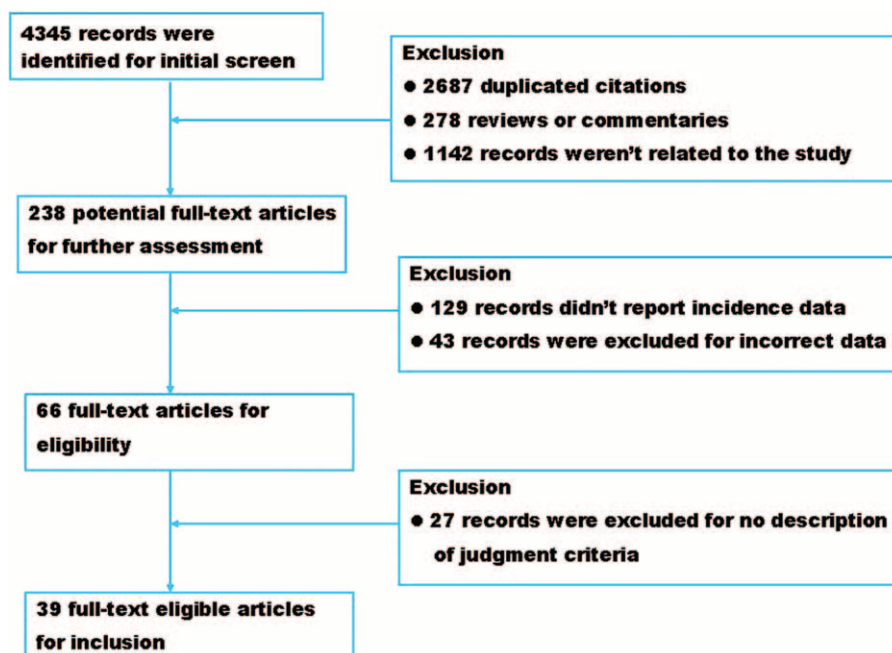 4345 records were
identified for initial screen
Exclusion
● 2687 duplicated citations
● 278 reviews or commentaries
● 1142 records weren't related to the study
238 potential full-text articles
for further assessment
Exclusion
● 129 records didn't report incidence data
● 43 records were excluded for incorrect data
66 full-text articles for
eligibility
Exclusion
● 27 records were excluded for no description
of judgment criteria
39 full-text eligible articles
for inclusion